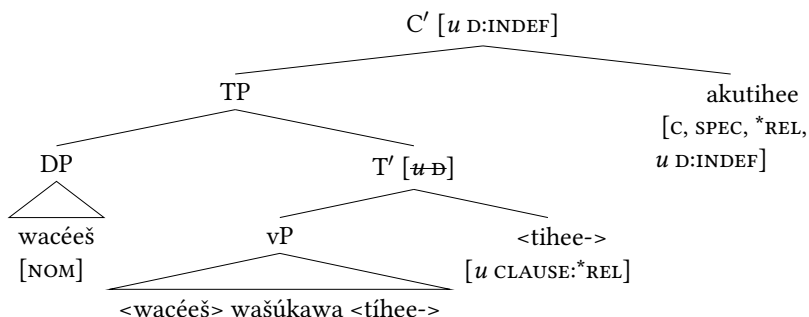 C′ [u D:INDEF]
TP
akutihee
[C, SPEC, *REL,
u D:INDEF]
DP
T′ [u D]
wacéeš
[NOM]
vP
<tihee->
[u CLAUSE:*REL]
<wacéeš> wašúkawa <tíhee->